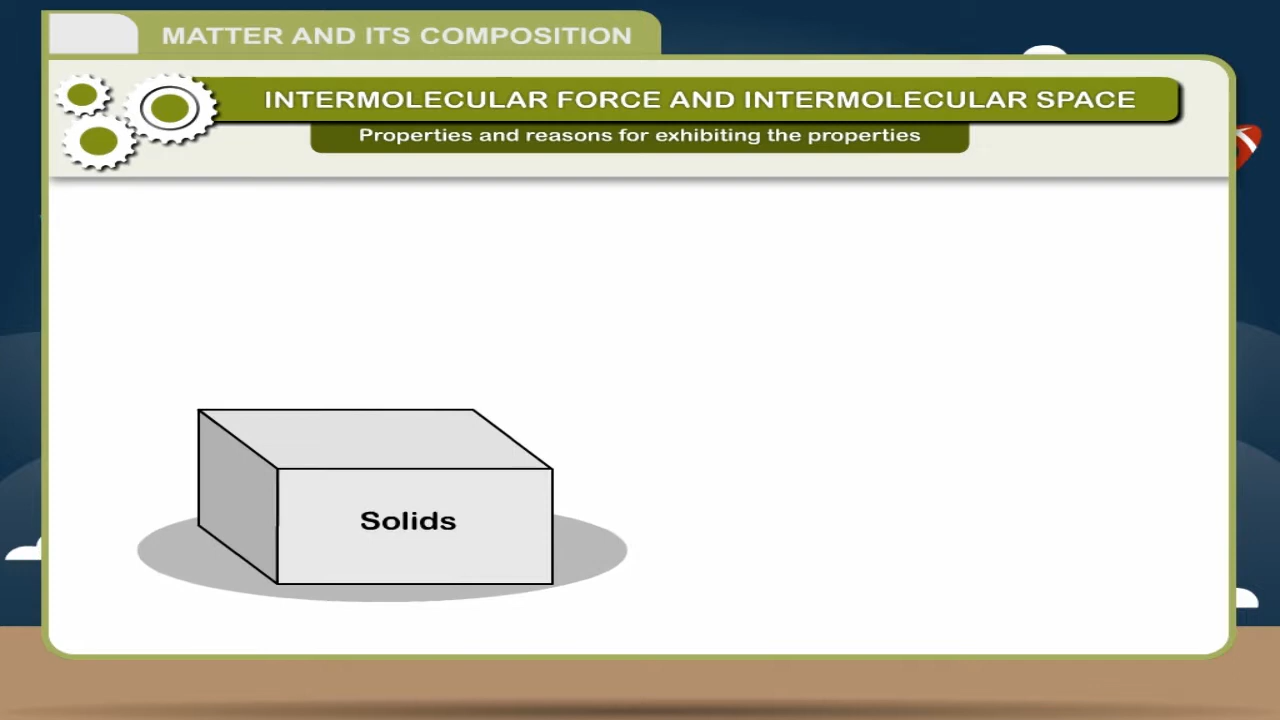 MATTER AND ITS COMPOSITION
INTERMOLECULAR FORCE AND INTERMOLECULAR SPACE
Properties and reasons for exhibiting the properties
Solids